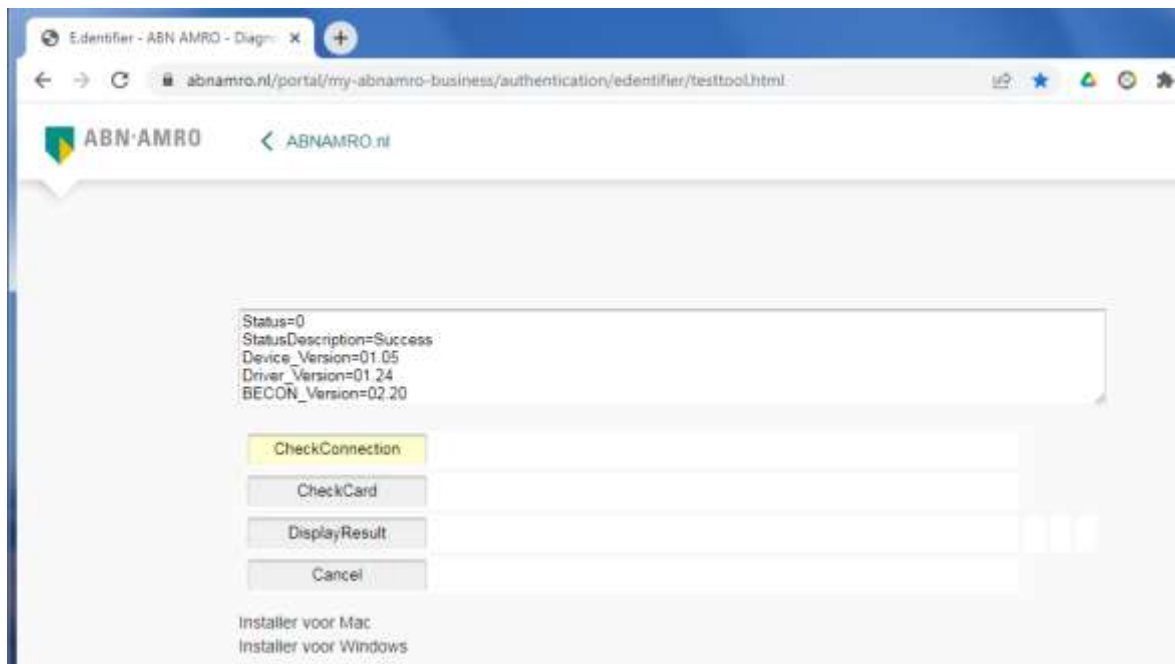 E.dentifier - ABN AMRO - Diagn
abnamro.nl/portal/my-abnamro-business/authentication/edentifier/testtool.html
ABN·AMRO
ABNAMRO.nl
Status=0
StatusDescription=Success
Device_Version=01.05
Driver_Version=01.24
BECON_Version=02.20
CheckConnection
CheckCard
DisplayResult
Cancel
Installer voor Mac
Installer voor Windows